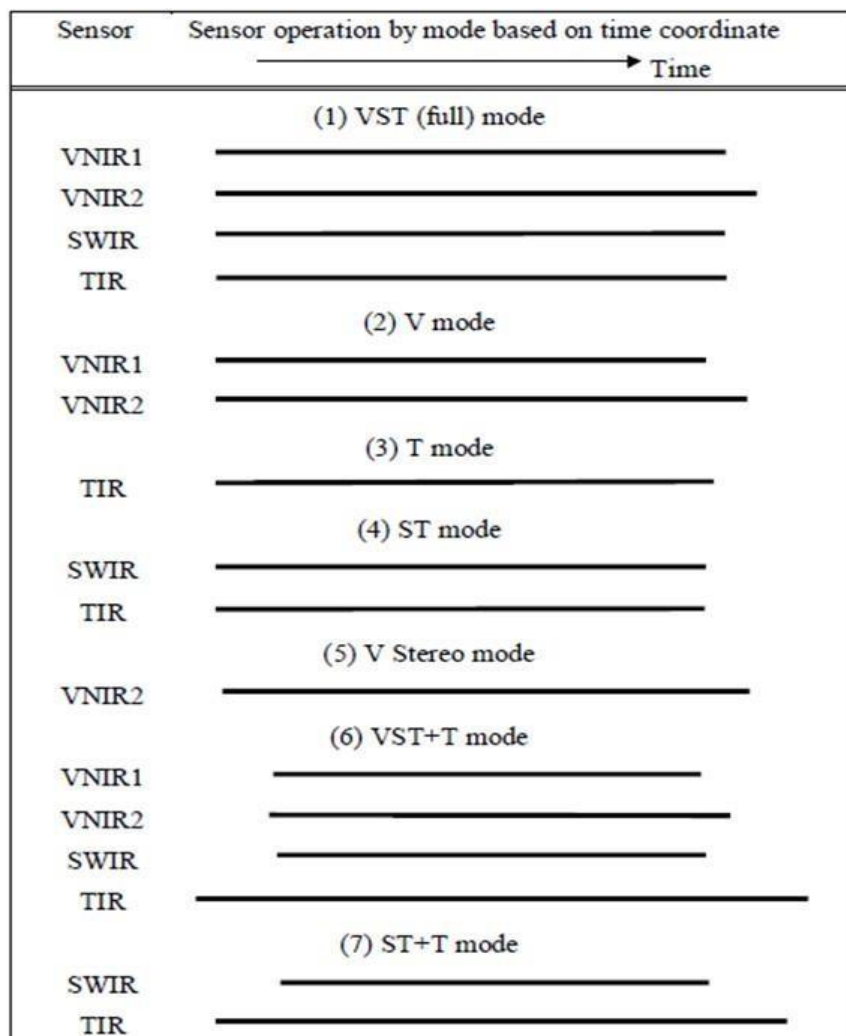 Sensor Sensor operation by mode based on time coordinate
Time
(1) VST (full) mode
VNIR1
VNIR2
SWIR
TIR
(2) V mode
VNIR1
VNIR2
(3) T mode
TIR
(4) ST mode
SWIR
TIR
(5) V Stereo mode
VNIR2
(6) VST+T mode
VNIR1
VNIR2
SWIR
TIR
(7) ST+T mode
SWIR
TIR